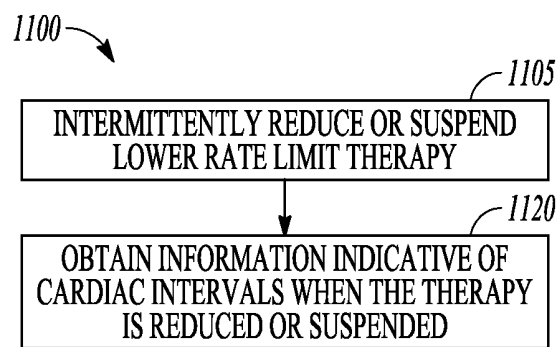 1100
1105
INTERMITTENTLY REDUCE OR SUSPEND
LOWER RATE LIMIT THERAPY
1120
OBTAIN INFORMATION INDICATIVE OF
CARDIAC INTERVALS WHEN THE THERAPY
IS REDUCED OR SUSPENDED